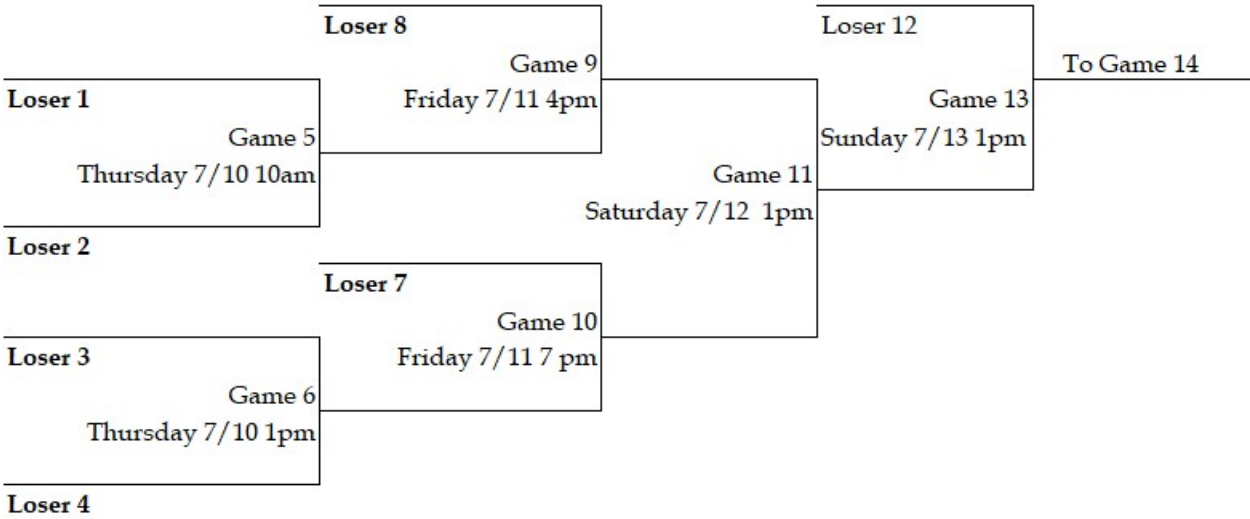 Loser 8
Game 9
Friday 7/11 4pm
Loser 1
Game 5
Thursday 7/10 10am
Loser 2
Loser 7
Game 10
Friday 7/11 7 pm
Loser 3
Game 6
Thursday 7/10 1pm
Loser 4
Game 11
Saturday 7/12  1pm
Loser 12
Game 13
Sunday 7/13 1pm
To Game 14